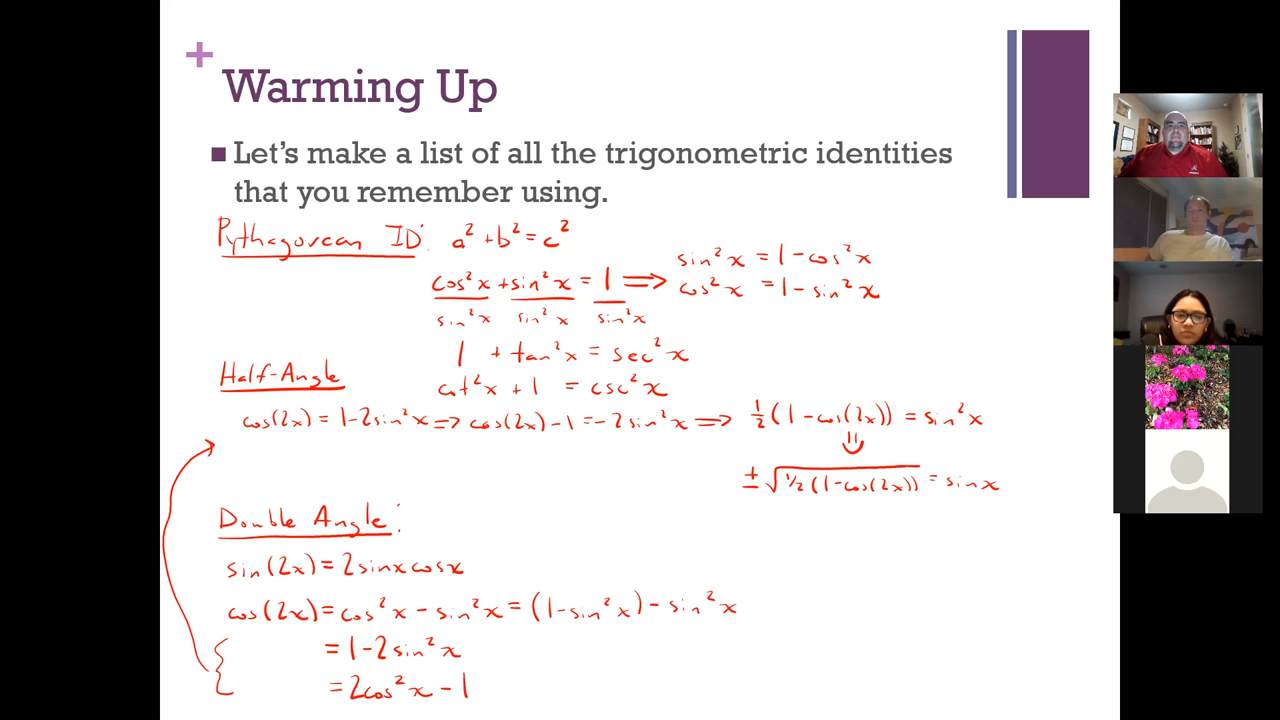 +
Warming Up
■ Let's make a list of all the trigonometric identities
that you remember using.
Pythagorean ID: a² + b² = c²
cos²x + sin²x = 1 ⟹ sin²x = 1 - cos²x
cos²x = 1 - sin²x
sin²x sin²x sin²x
1 + tan²x = sec²x
Half-Angle
cot²x + 1 = csc²x
cos(2x) = 1-2sin²x => cos(2x) - 1 = -2sin²x => ½(1 - cos(2x)) = sin²x
⇓
± √(½(1-cos(2x))) = sinx
Double Angle:
sin(2x) = 2sinxcosx
cos(2x) = cos²x - sin²x = (1-sin²x) - sin²x
= 1-2sin²x
= 2cos²x - 1